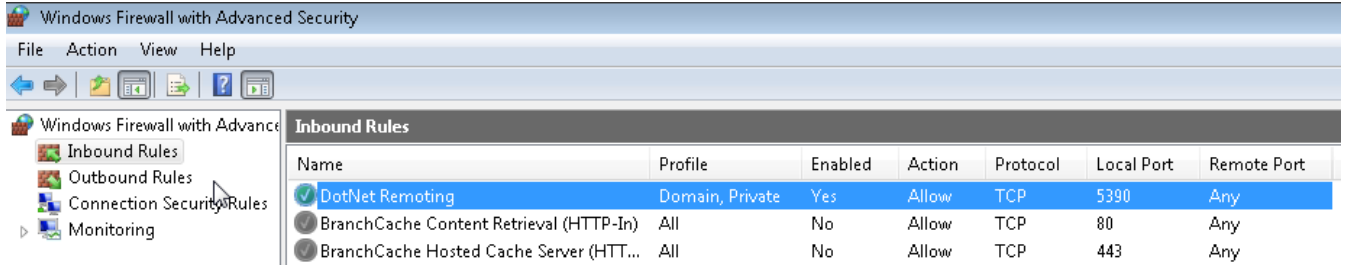 Windows Firewall with Advanced Security
File Action View Help
Windows Firewall with Advance
Inbound Rules
Outbound Rules
Connection Security Rules
Monitoring
Inbound Rules
Name Profile Enabled Action Protocol Local Port Remote Port
DotNet Remoting Domain, Private Yes Allow TCP 5390 Any
BranchCache Content Retrieval (HTTP-In) All No Allow TCP 80 Any
BranchCache Hosted Cache Server (HTT... All No Allow TCP 443 Any